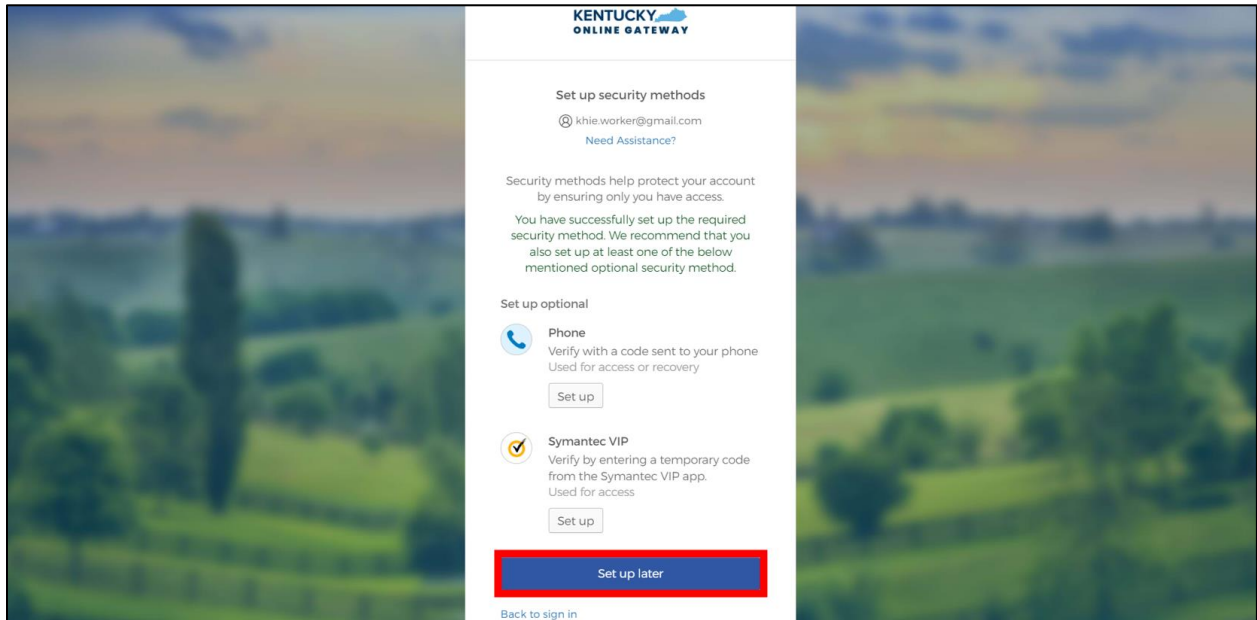 KENTUCKY
ONLINE GATEWAY
Set up security methods
khie.worker@gmail.com
Need Assistance?
Security methods help protect your account
by ensuring only you have access.
You have successfully set up the required
security method. We recommend that you
also set up at least one of the below
mentioned optional security method.
Set up optional
Phone
Verify with a code sent to your phone
Used for access or recovery
Set up
Symantec VIP
Verify by entering a temporary code
from the Symantec VIP app.
Used for access
Set up
Set up later
Back to sign in